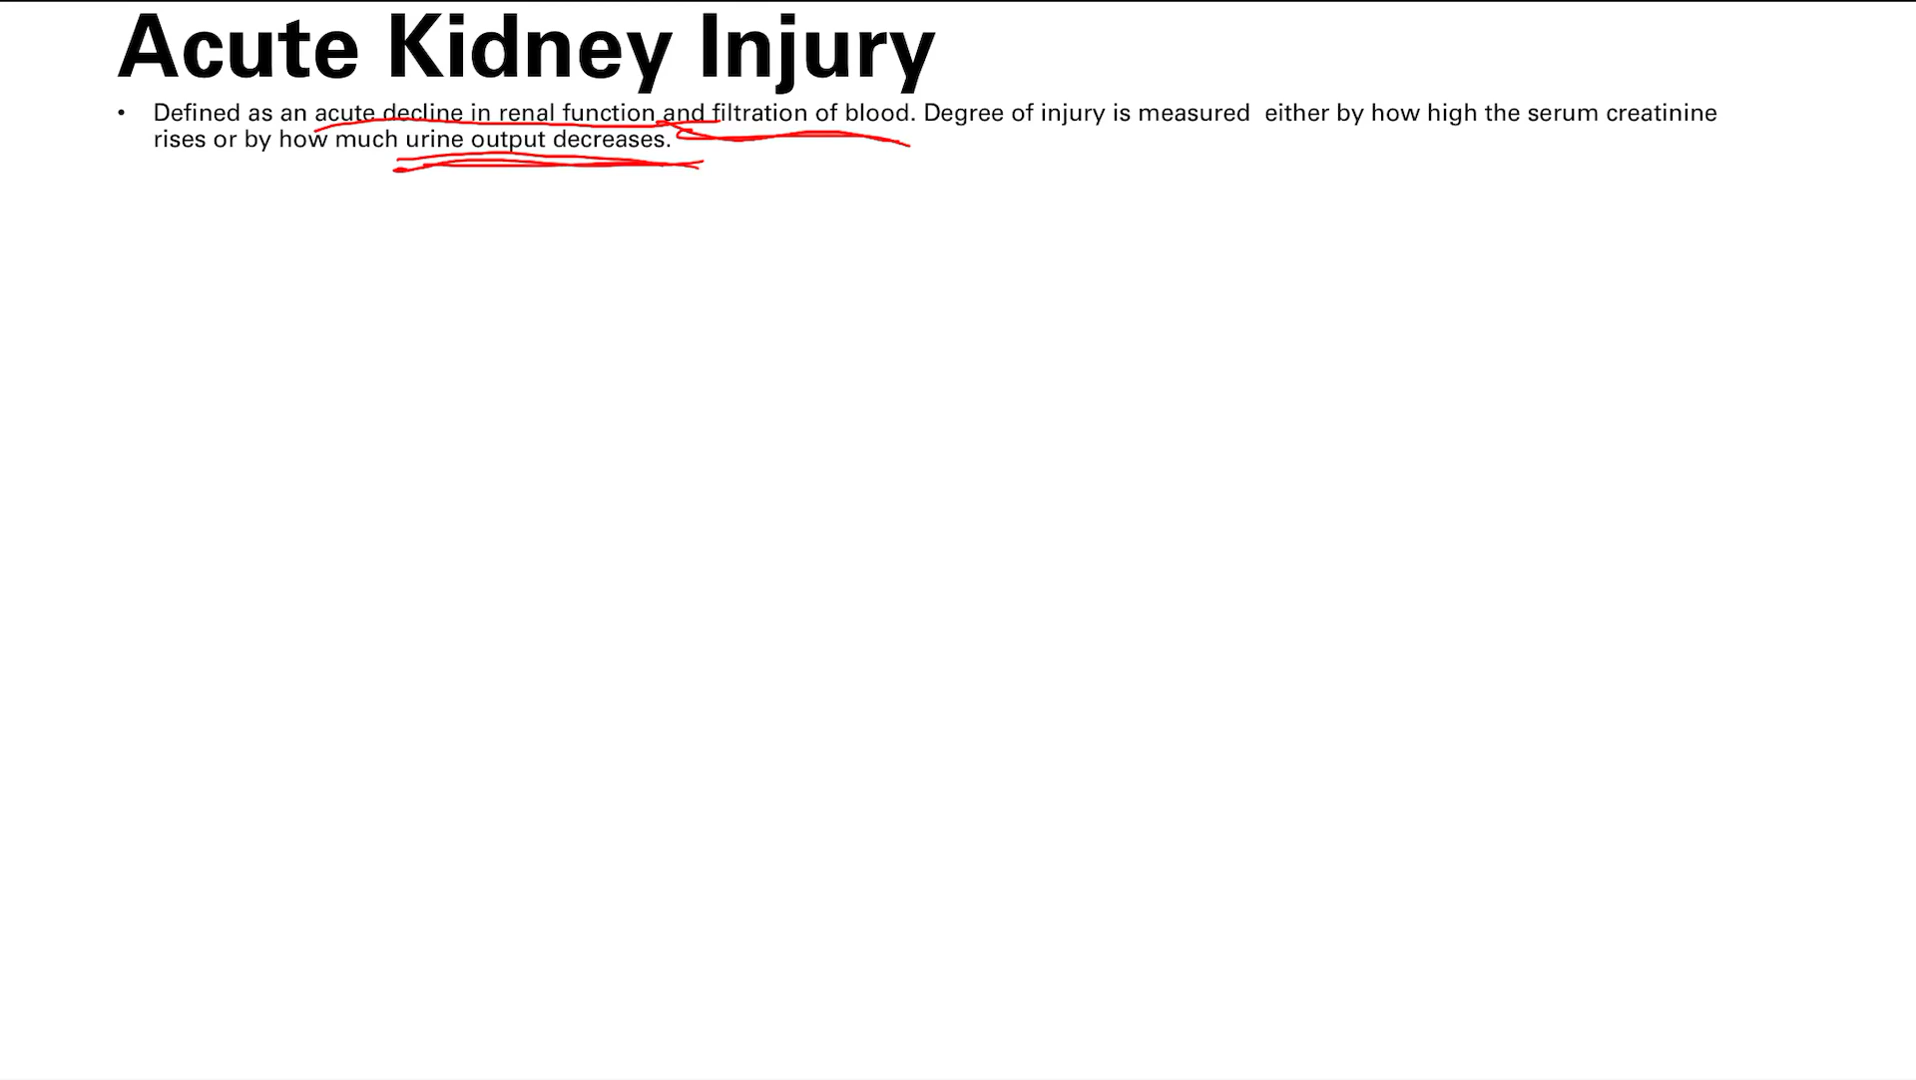 Acute Kidney Injury
• Defined as an acute decline in renal function and filtration of blood. Degree of injury is measured  either by how high the serum creatinine
rises or by how much urine output decreases.